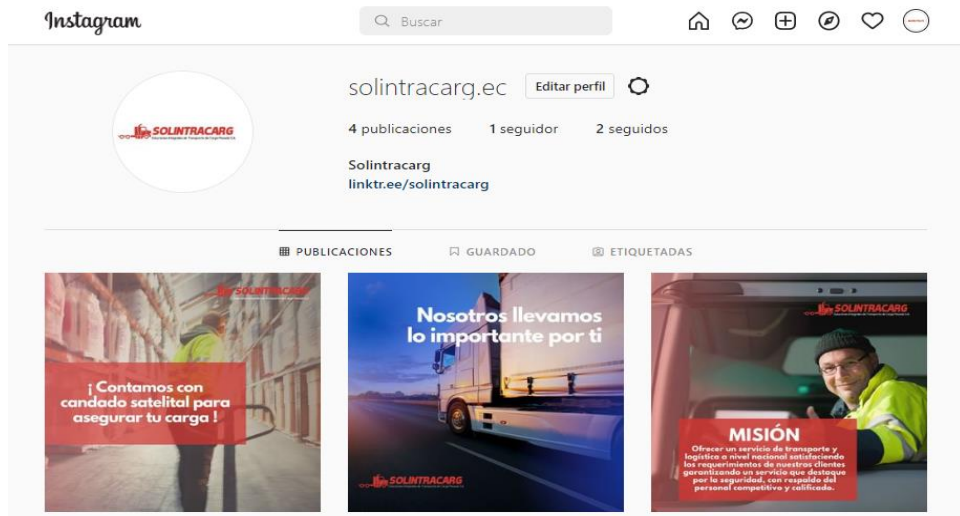 Instagram
Buscar
solintracarg.ec Editar perfil
4 publicaciones 1 seguidor 2 seguidos
Solintracarg
linktr.ee/solintracarg
SOLINTRACARG
PUBLICACIONES GUARDADO ETIQUETADAS
SOLINTRACARG
¡ Contamos con
candado satelital para
asegurar tu carga !
Nosotros llevamos
lo importante por ti
SOLINTRACARG
SOLINTRACARG
MISIÓN
Ofrecer un servicio de transporte y
logística a nivel nacional satisfaciendo
los requerimientos de nuestros clientes
garantizando un servicio que destaque
por la seguridad, con respaldo del
personal competitivo y calificado.